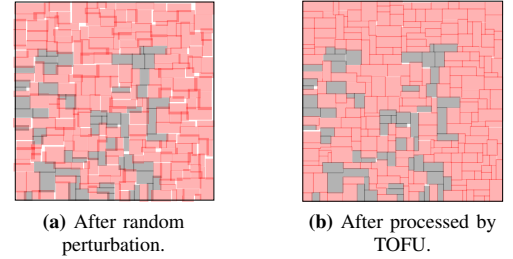 (a) After random
perturbation.
(b) After processed by
TOFU.